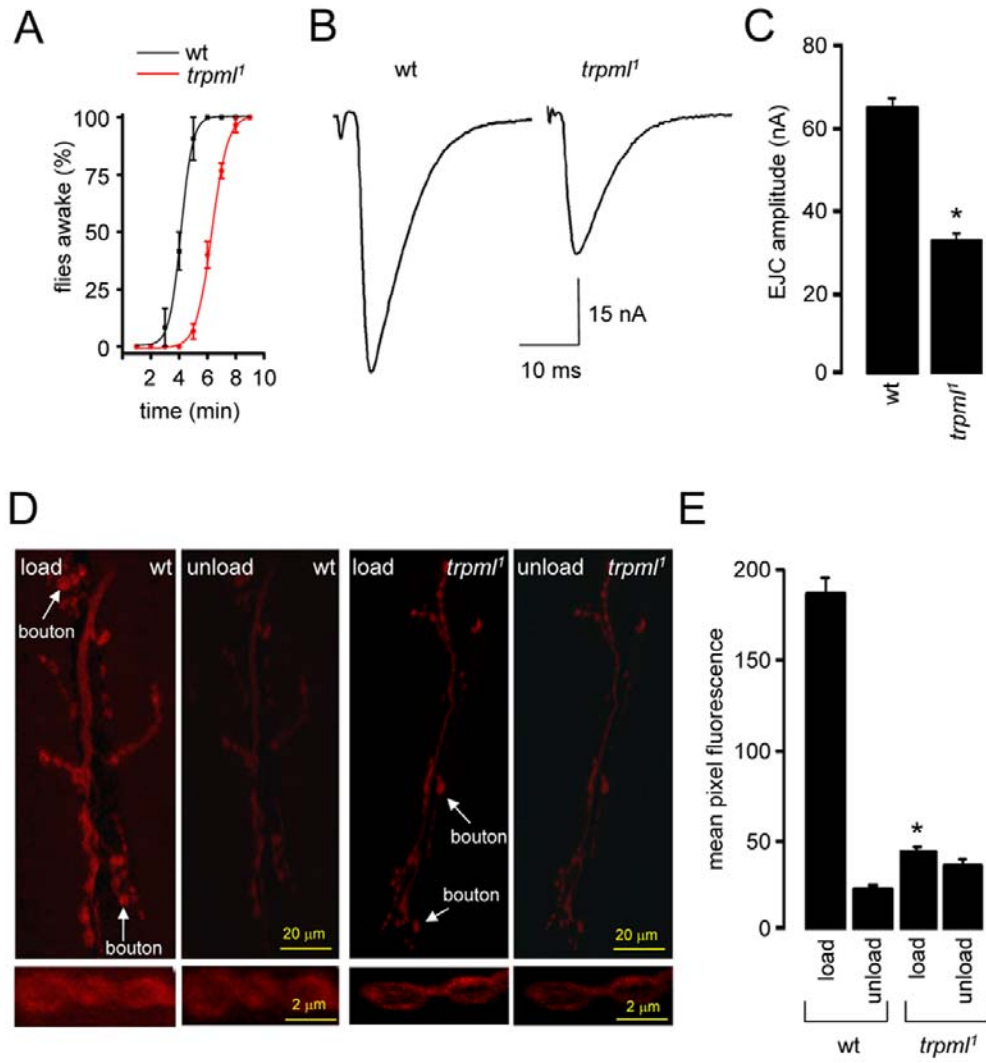 A
wt
trpml¹
flies awake (%)
100
75
50
25
0
2 4 6 8 10
time (min)
B
wt
trpml¹
15 nA
10 ms
C
EJC amplitude (nA)
80
60
40
20
0
*
wt
trpml¹
D
load wt
bouton
bouton
unload wt
20 µm
load trpml¹
bouton
bouton
unload trpml¹
20 µm
2 µm
2 µm
E
mean pixel fluorescence
200
150
100
50
0
*
load
unload
load
unload
wt
trpml¹